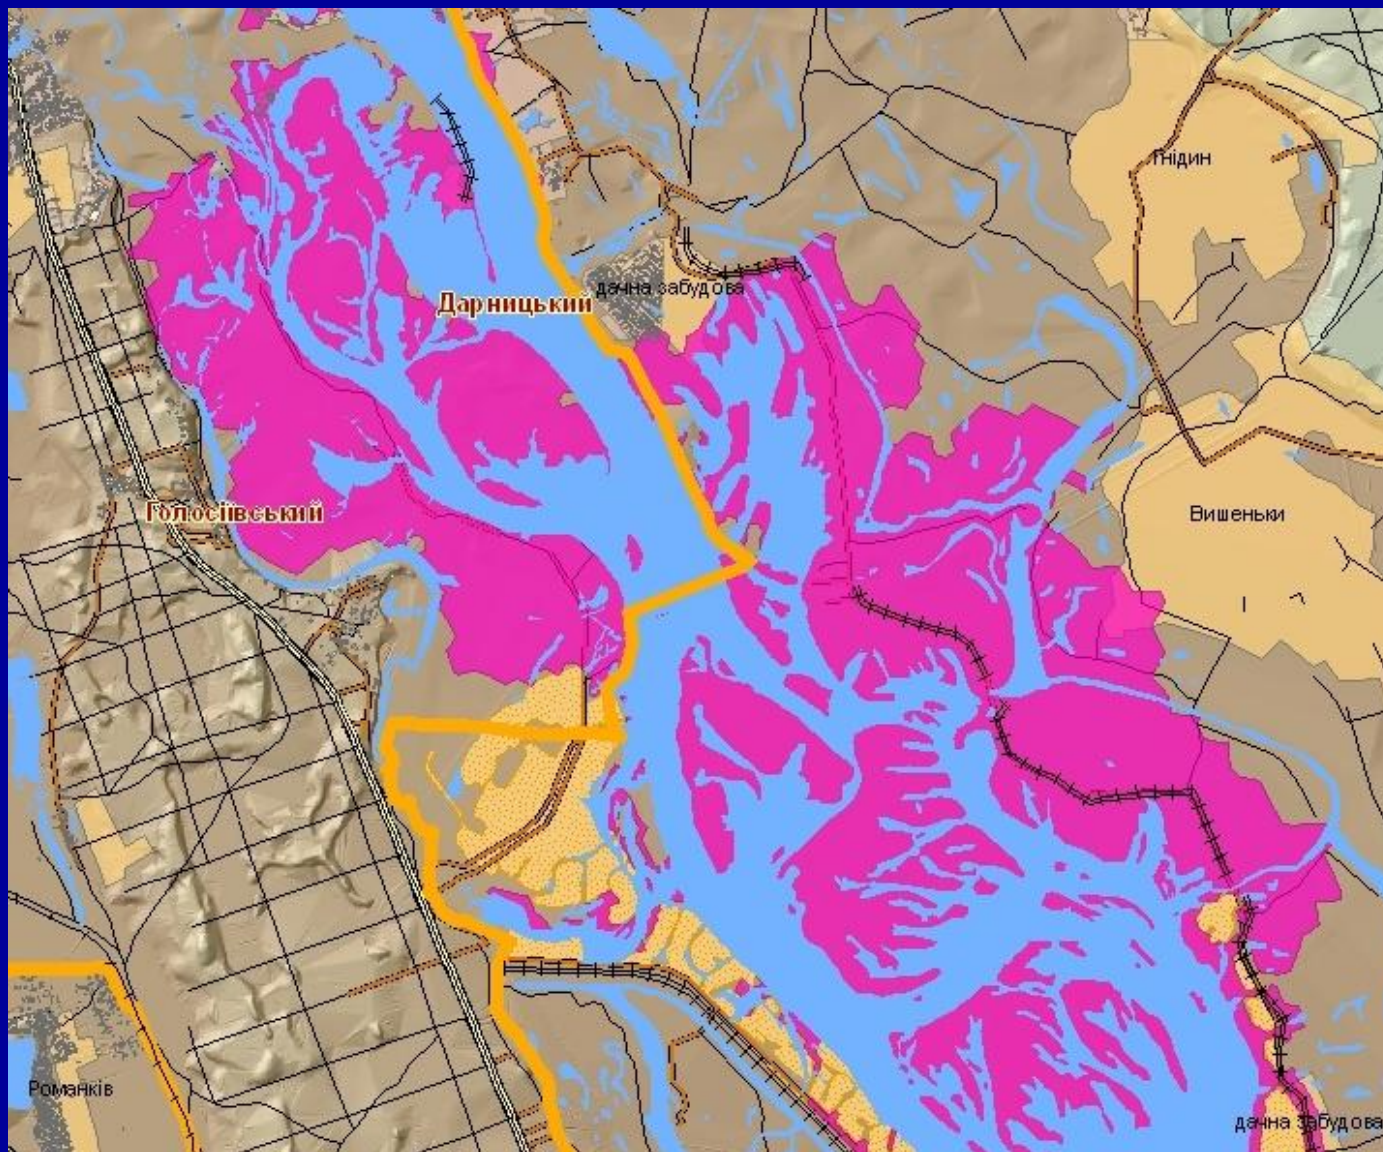 Гнідин
дачна забудова
Дарницький
Голосіївський
Вишеньки
Романків
дачна забудова